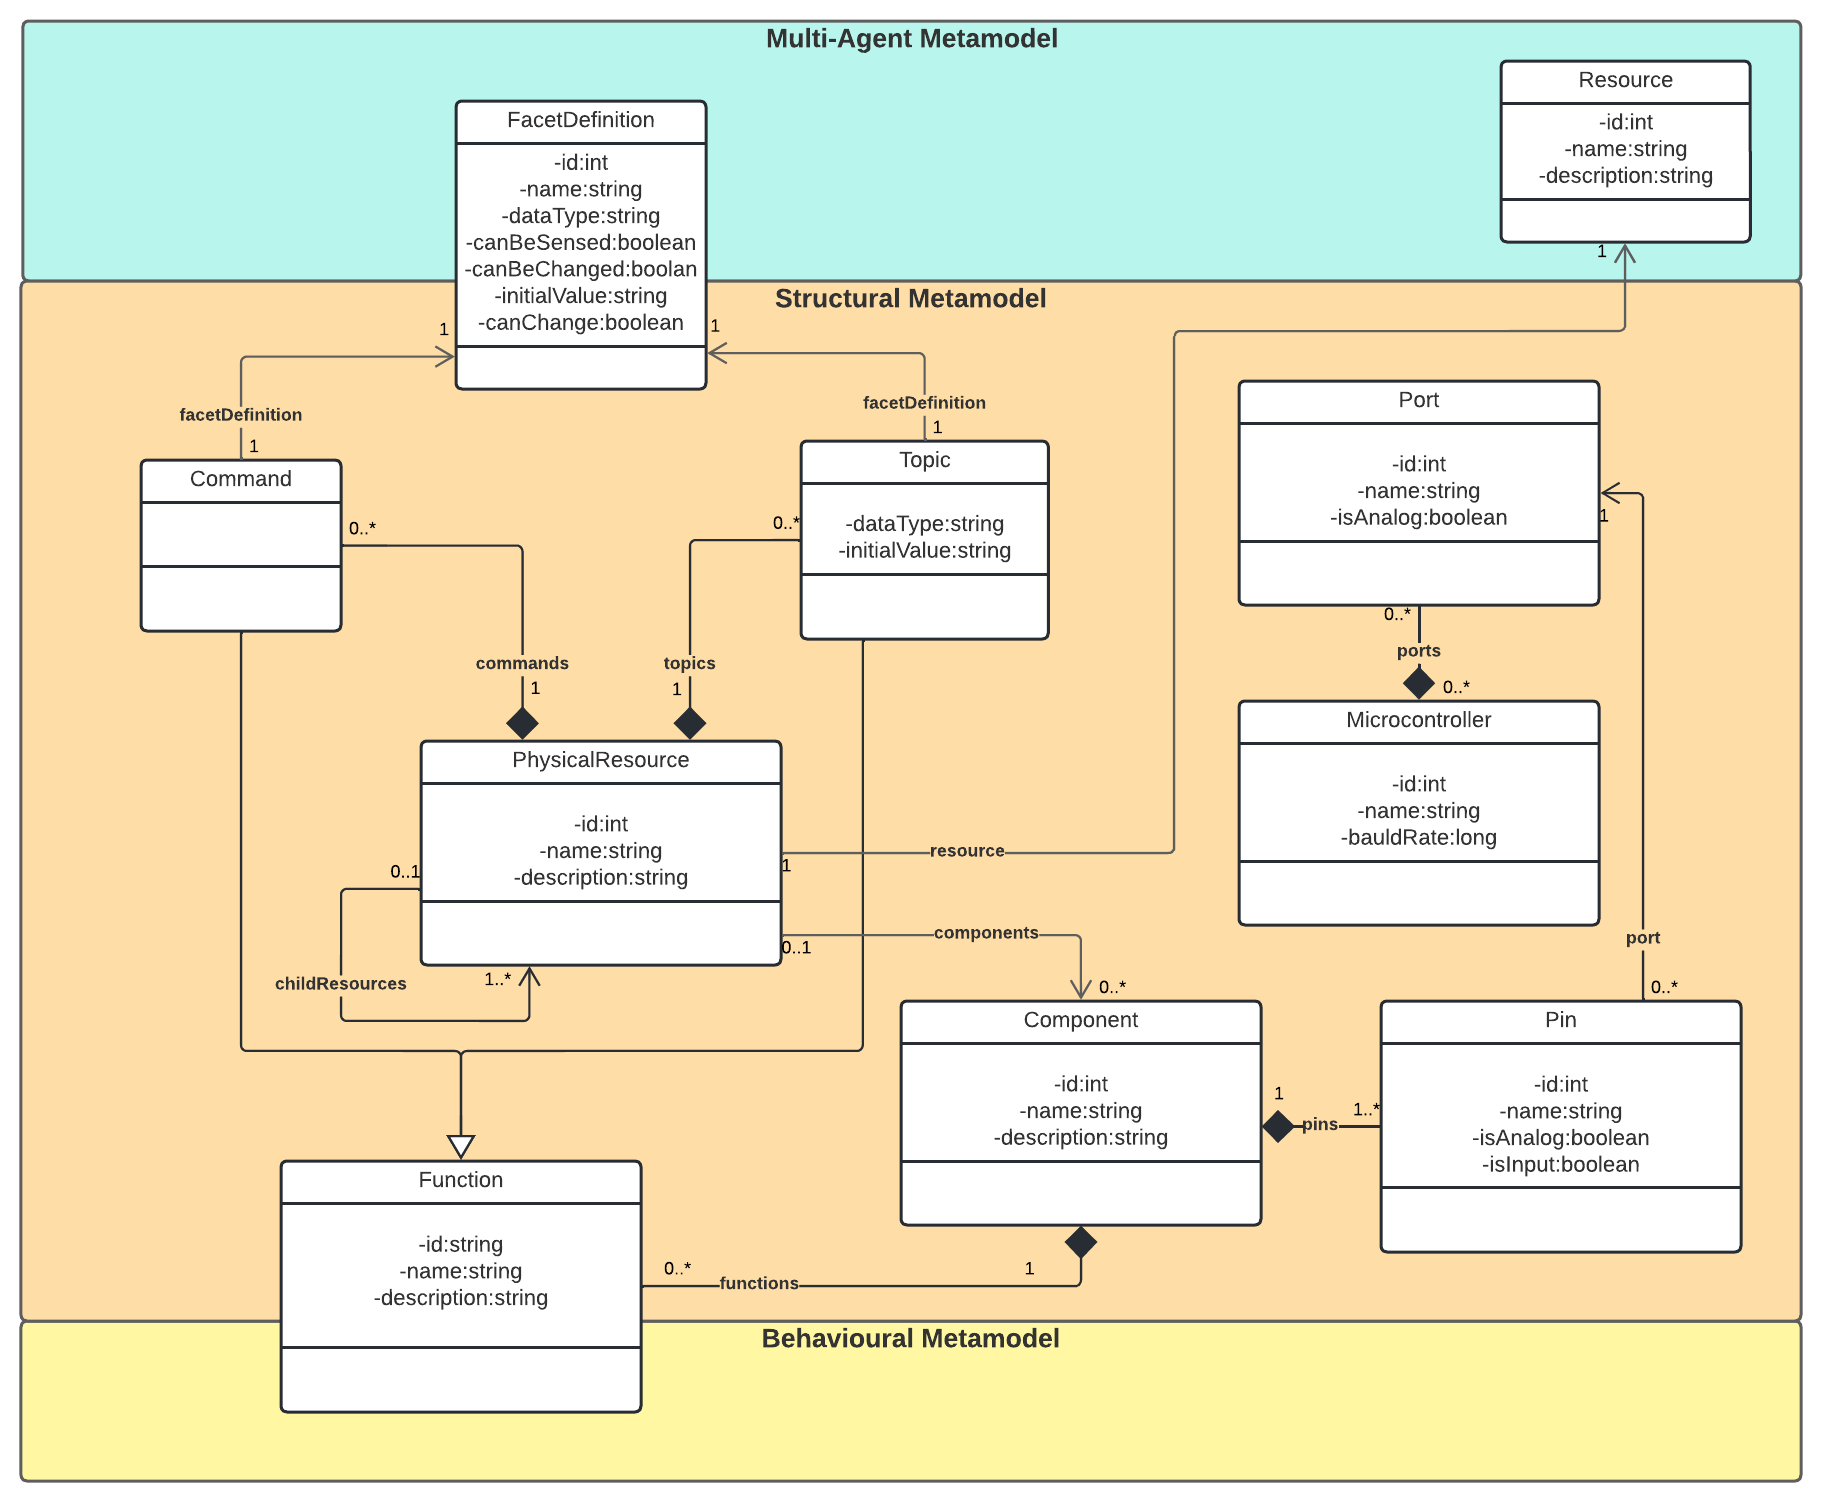 Multi-Agent Metamodel
Resource
-id:int
-name:string
-description:string
1
FacetDefinition
-id:int
-name:string
-dataType:string
-canBeSensed:boolean
-canBeChanged:boolan
-initialValue:string
-canChange:boolean
Structural Metamodel
1
1
facetDefinition
1
facetDefinition
1
Command
0..*
Topic
-dataType:string
-initialValue:string
0..*
Port
-id:int
-name:string
-isAnalog:boolean
1
0..*
ports
0..*
commands
1
topics
1
Microcontroller
-id:int
-name:string
-bauldRate:long
PhysicalResource
-id:int
-name:string
-description:string
0..1
childResources
1..*
1
resource
0..1
components
0..*
port
0..*
Component
-id:int
-name:string
-description:string
1
pins
1..*
Pin
-id:int
-name:string
-isAnalog:boolean
-isInput:boolean
Function
-id:string
-name:string
-description:string
0..*
functions
1
Behavioural Metamodel